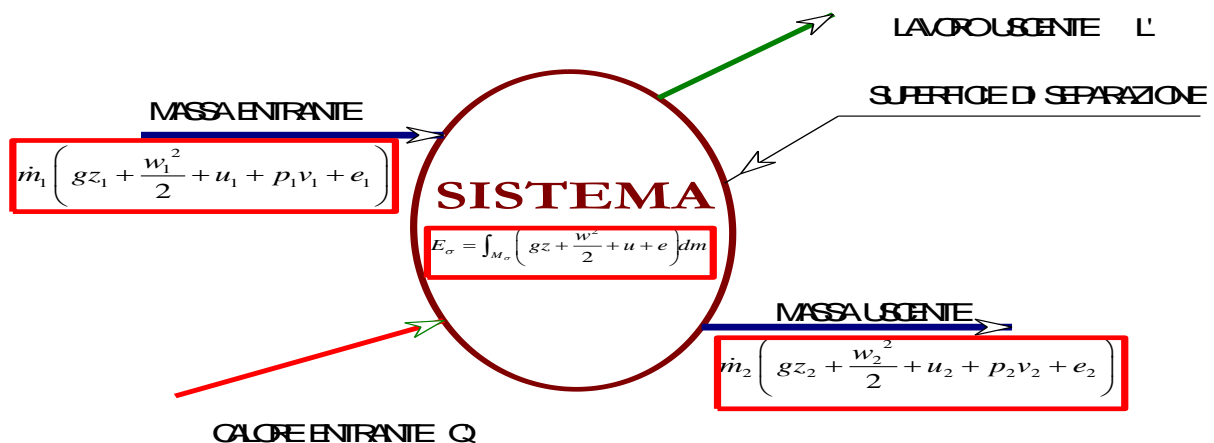 LAVORO USCENTE L'
SUPERFICIE DI SEPARAZIONE
MASSA ENTRANTE
ṁ₁ ( gz₁ + w₁²/2 + u₁ + p₁v₁ + e₁ )
SISTEMA
E_σ = ∫_{M_σ} ( gz + w²/2 + u + e ) dm
MASSA USCENTE
ṁ₂ ( gz₂ + w₂²/2 + u₂ + p₂v₂ + e₂ )
CALORE ENTRANTE Q'